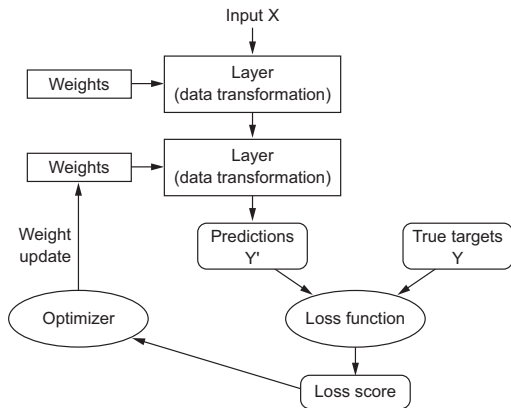 Input X
Weights
Layer
(data transformation)
Weights
Layer
(data transformation)
Weight
update
Predictions
Y'
True targets
Y
Optimizer
Loss function
Loss score